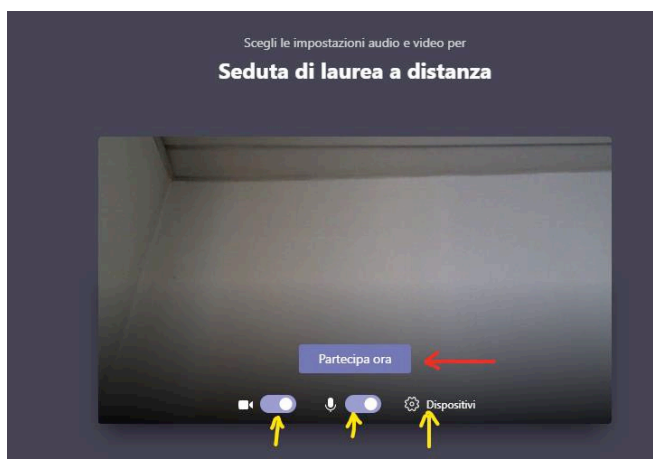 Scegli le impostazioni audio e video per
Seduta di laurea a distanza
Partecipa ora
Dispositivi